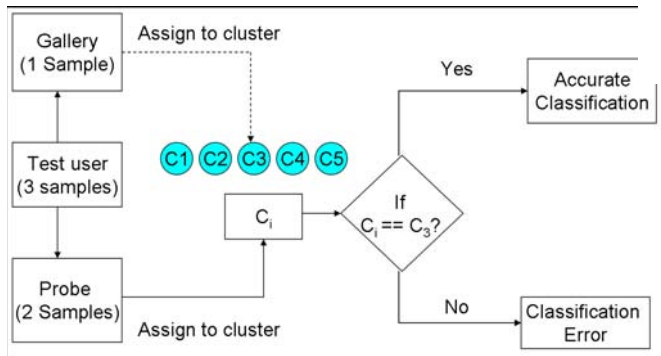 Gallery
(1 Sample)
Assign to cluster
Yes
Accurate
Classification
Test user
(3 samples)
C1 C2 C3 C4 C5
If
Cᵢ == C₃?
Cᵢ
Probe
(2 Samples)
Assign to cluster
No
Classification
Error